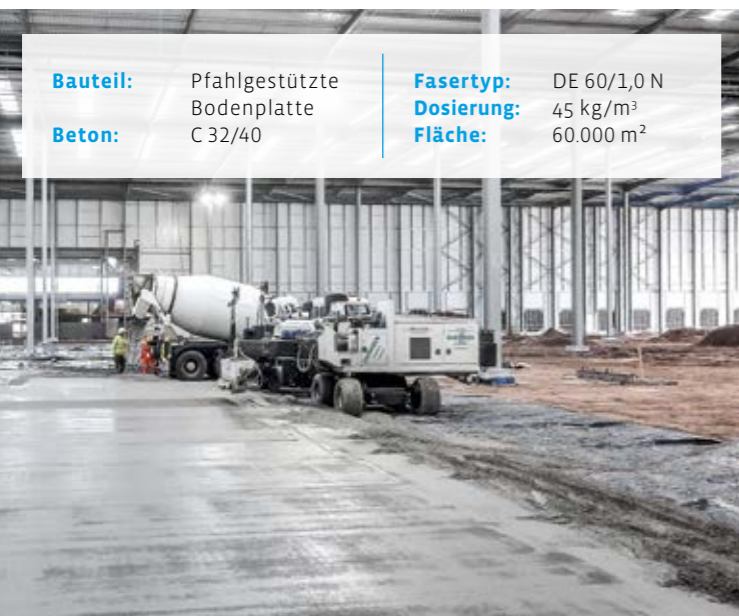 Bauteil: Pfahlgestützte
Bodenplatte
Beton: C 32/40
Fasertyp: DE 60/1,0 N
Dosierung: 45 kg/m³
Fläche: 60.000 m²